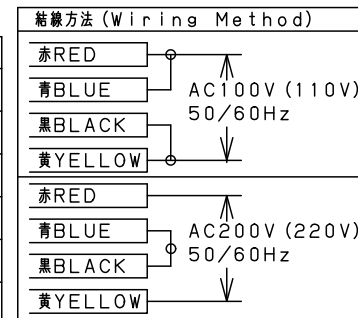 結線方法(Wiring Method)
赤RED
青BLUE
AC100V(110V)
50/60Hz
黒BLACK
黄YELLOW
赤RED
青BLUE
AC200V(220V)
50/60Hz
黒BLACK
黄YELLOW